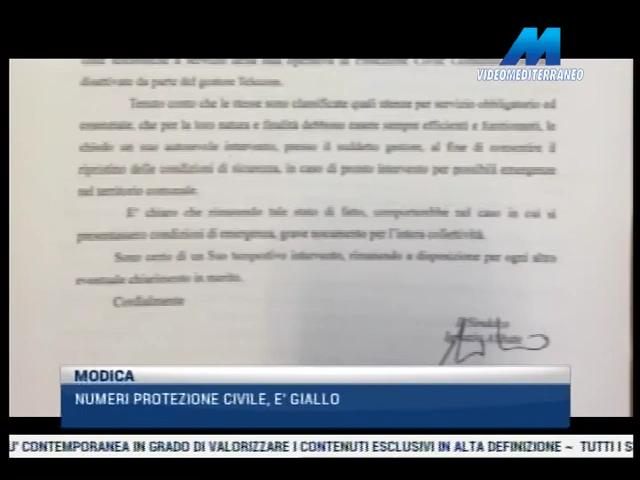 VIDEOMEDITERRANEO
disattivate da parte del gestore Telecom.
Tenuto conto che le stesse sono classificate quali utenze per servizio obbligatorio ed
essenziale, che per la loro natura e finalità debbono essere sempre efficienti e funzionanti, le
chiedo un suo autorevole intervento, presso il suddetto gestore, al fine di consentire il
ripristino delle condizioni di sicurezza, in caso di pronto intervento per possibili emergenze
nel territorio comunale.
E' chiaro che rimanendo tale stato di fatto, comporterebbe nel caso in cui si
presentassero condizioni di emergenza, grave nocumento per l'intera collettività.
Sono certo di un Suo tempestivo intervento, rimanendo a disposizione per ogni altro
eventuale chiarimento in merito.
Cordialmente
Il Sindaco
MODICA
NUMERI PROTEZIONE CIVILE, E' GIALLO
U' CONTEMPORANEA IN GRADO DI VALORIZZARE I CONTENUTI ESCLUSIVI IN ALTA DEFINIZIONE ~ TUTTI I S